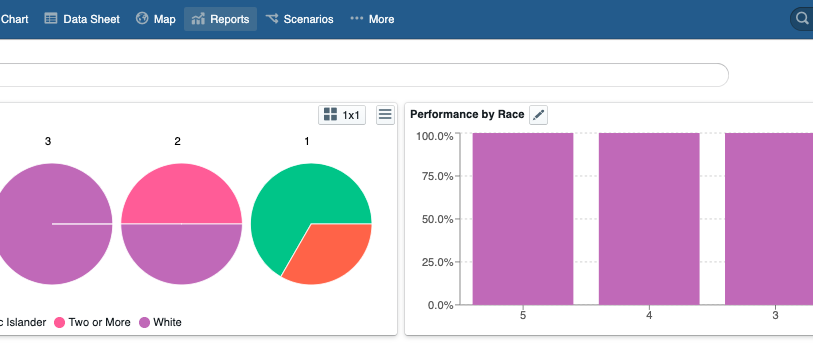 Chart Data Sheet Map Reports Scenarios More
1x1
3 2 1
c Islander Two or More White
Performance by Race
100.0%
75.0%
50.0%
25.0%
0.0%
5 4 3